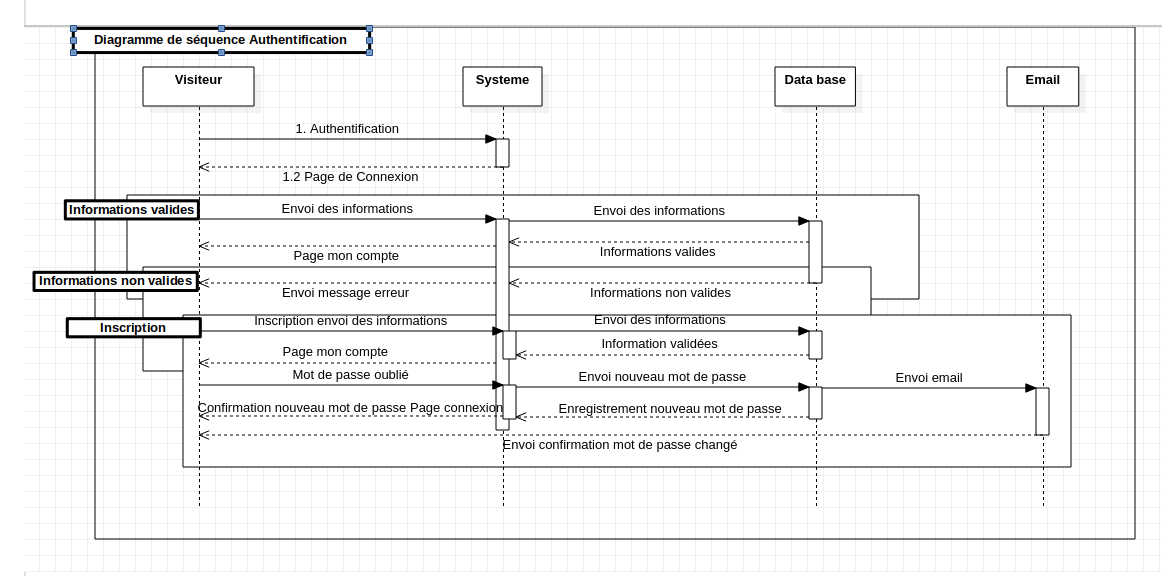 Diagramme de séquence Authentification
Visiteur
Systeme
Data base
Email
1. Authentification
1.2 Page de Connexion
Informations valides
Envoi des informations
Envoi des informations
Informations valides
Page mon compte
Informations non valides
Envoi message erreur
Informations non valides
Inscription
Inscription envoi des informations
Envoi des informations
Information validées
Page mon compte
Mot de passe oublié
Envoi nouveau mot de passe
Envoi email
Confirmation nouveau mot de passe Page connexion
Enregistrement nouveau mot de passe
Envoi confirmation mot de passe changé